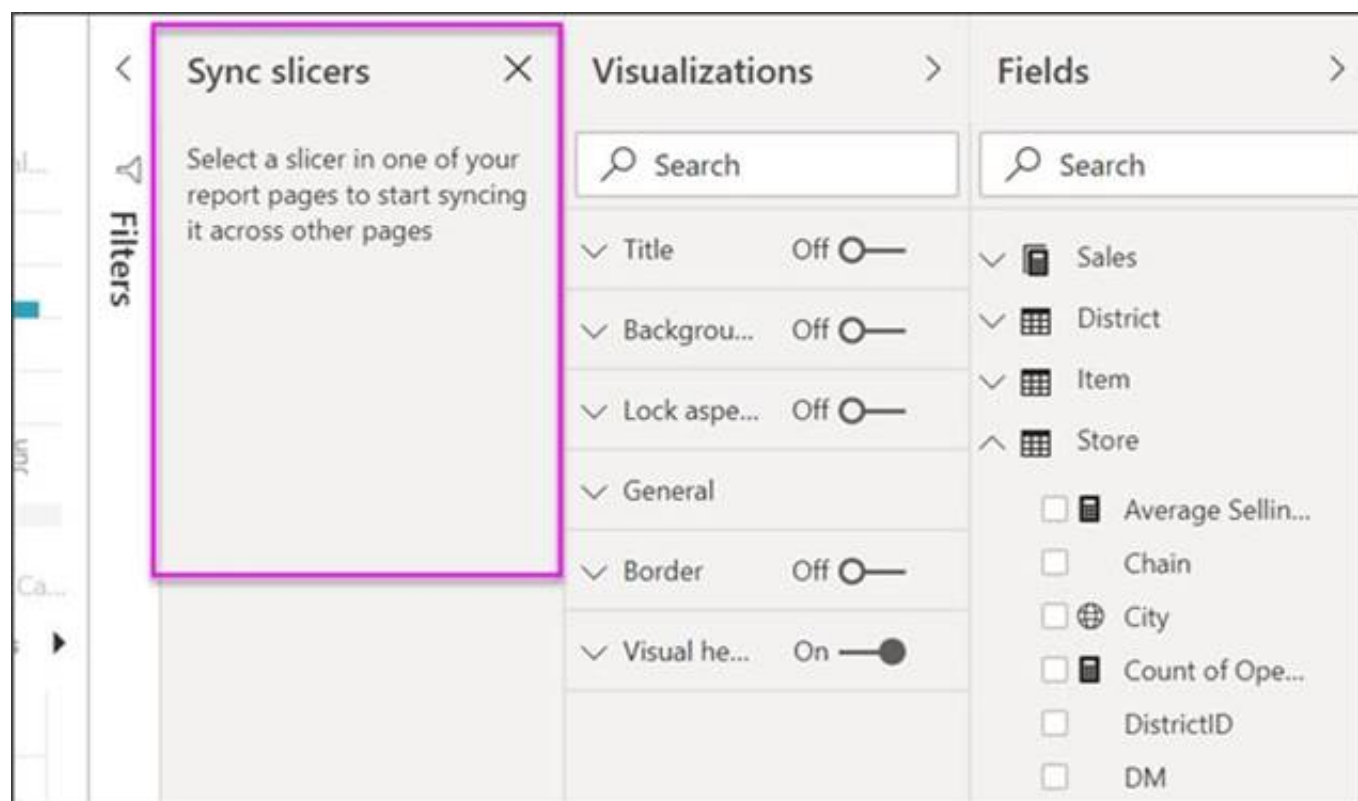 Sync slicers
Select a slicer in one of your
report pages to start syncing
it across other pages
Filters
Visualizations
Search
Title Off
Backgrou... Off
Lock aspe... Off
General
Border Off
Visual he... On
Fields
Search
Sales
District
Item
Store
Average Sellin...
Chain
City
Count of Ope...
DistrictID
DM
Jun
Ca...